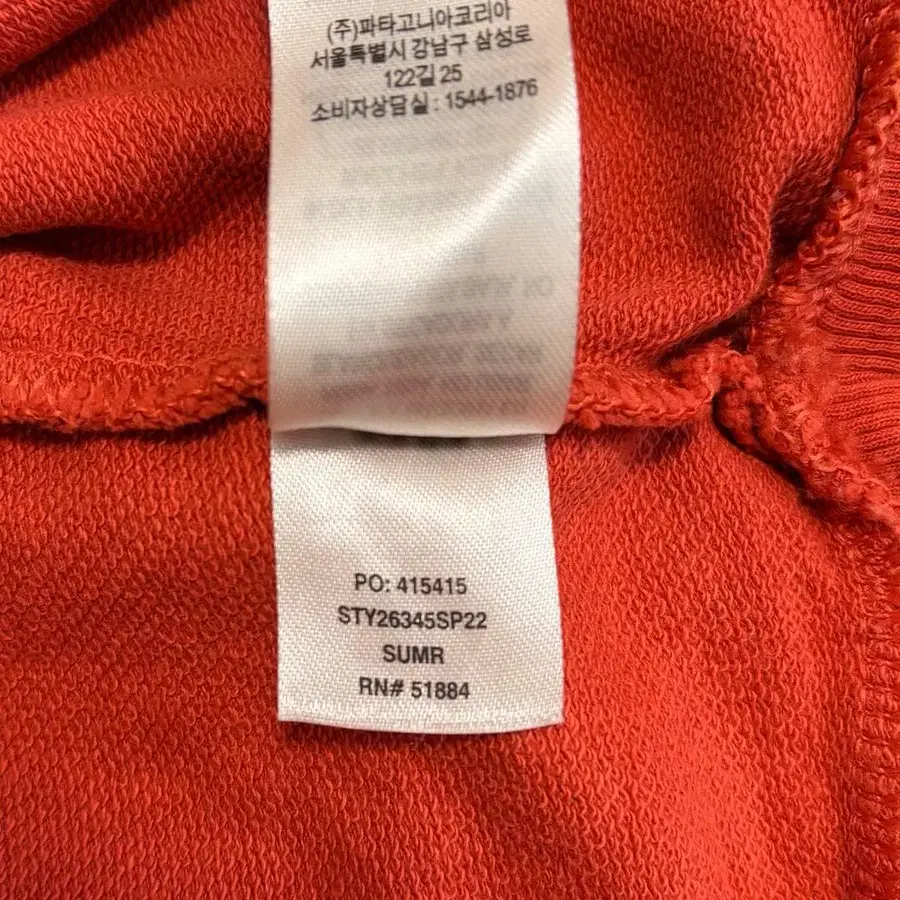 (주)파타고니아코리아
서울특별시 강남구 삼성로
122길 25
소비자상담실 : 1544-1876
PO: 415415
STY26345SP22
SUMR
RN# 51884